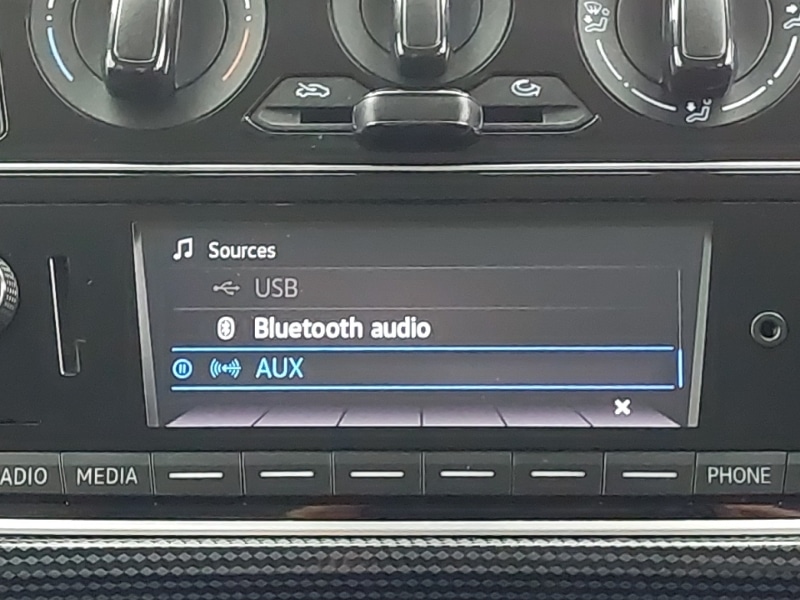 Sources
USB
Bluetooth audio
AUX
ADIO MEDIA PHONE